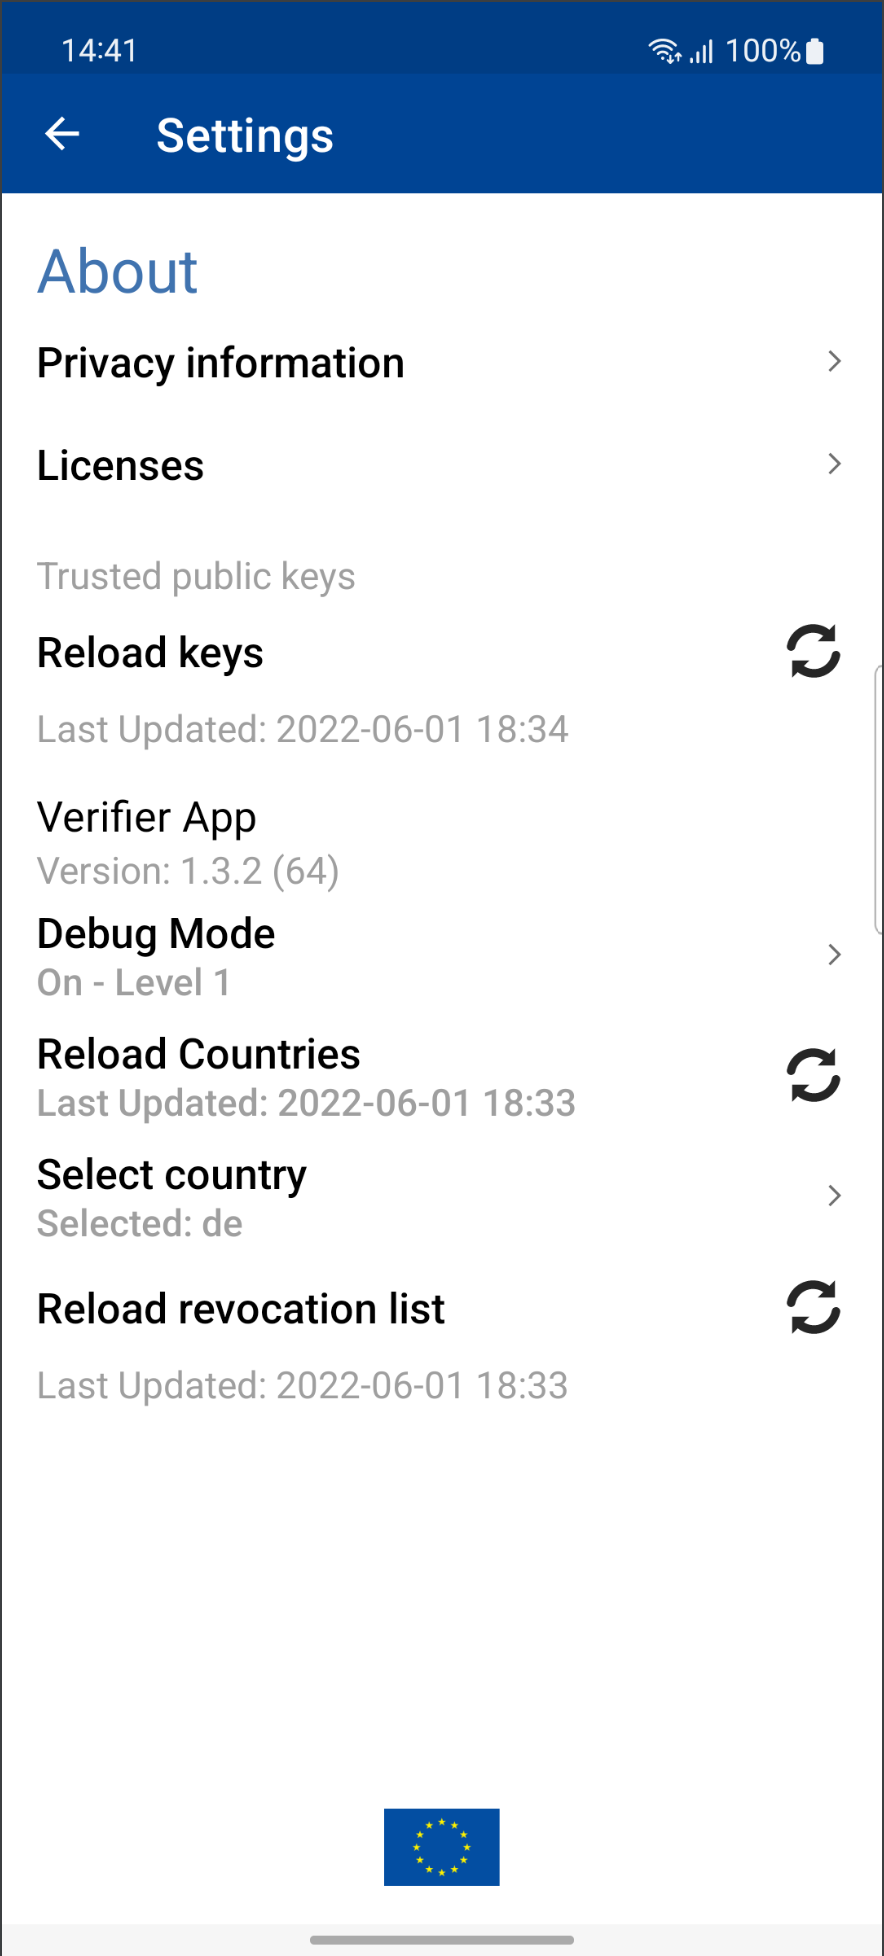 14:41 100%
Settings
About
Privacy information
Licenses
Trusted public keys
Reload keys
Last Updated: 2022-06-01 18:34
Verifier App
Version: 1.3.2 (64)
Debug Mode
On - Level 1
Reload Countries
Last Updated: 2022-06-01 18:33
Select country
Selected: de
Reload revocation list
Last Updated: 2022-06-01 18:33